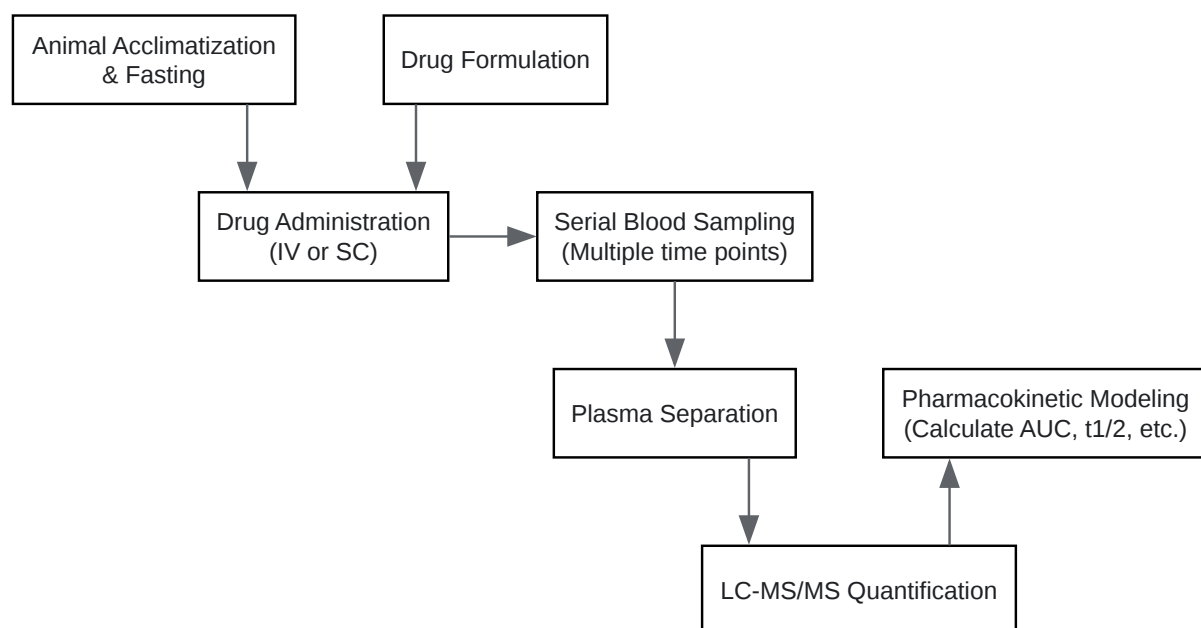 Animal Acclimatization
& Fasting
Drug Formulation
Drug Administration
(IV or SC)
Serial Blood Sampling
(Multiple time points)
Plasma Separation
Pharmacokinetic Modeling
(Calculate AUC, t1/2, etc.)
LC-MS/MS Quantification